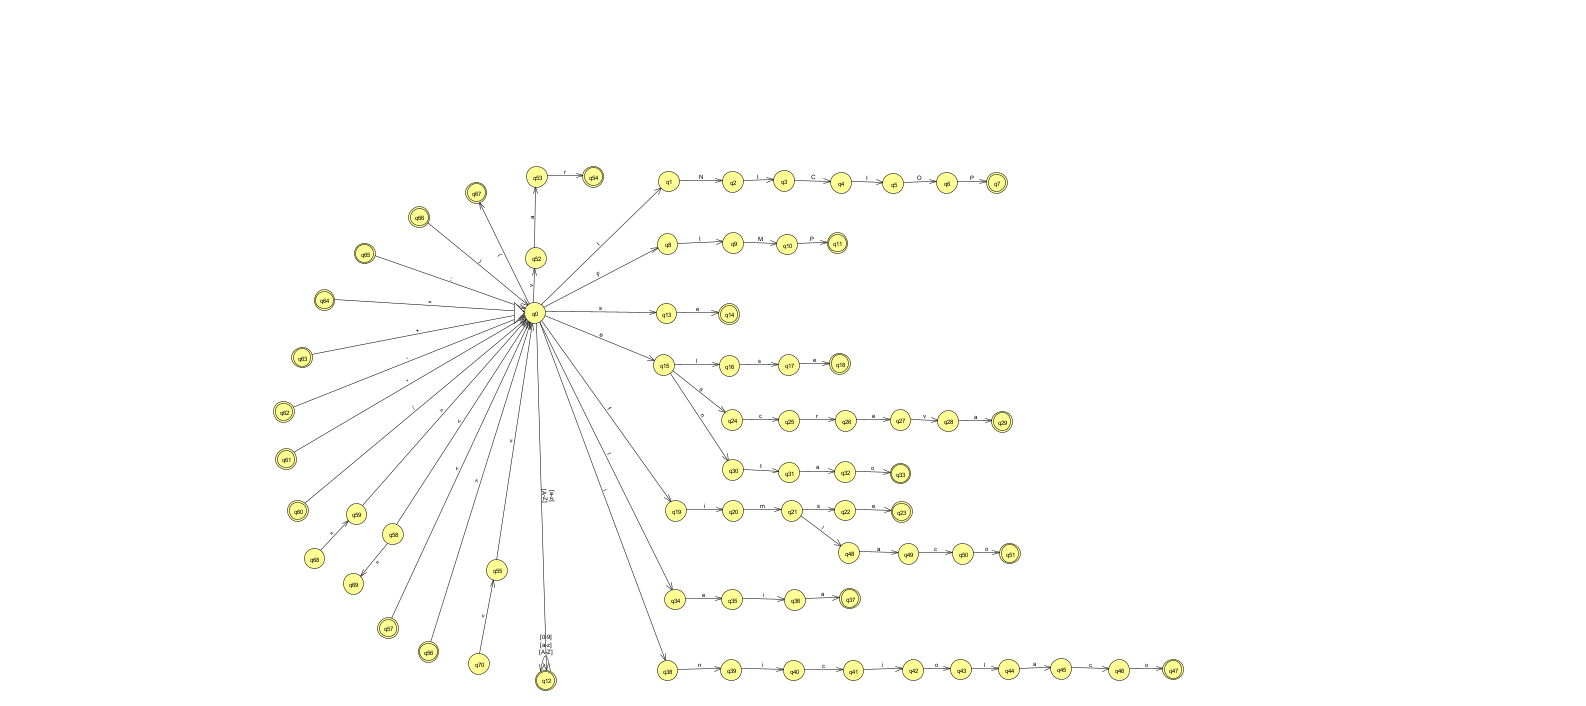 q53 r q54
q67
q1 N q2 I q3 C q4 I q5 O q6 P q7
q66
a
I
q8 I q9 M q10 P q11
F
q65
q52
(
)
v
q64
=
q0 s q13 e q14
+
e
q63
q15 l q16 s q17 e q18
s
q62
n
q24 c q25 r q26 e q27 v q28 a q29
f
q61
l
q30 t q31 a q32 o q33
i
[a-z]
[A-Z]
q60
q59
q19 i q20 m q21 s q22 e q23
q58
l
q68
q48 a q49 c q50 o q51
q55
q69
q34 e q35 i q36 a q37
q57
[0-9]
[a-z]
[A-Z]
q56
q70
q12
q38 n q39 i q40 c q41 i q42 o q43 l q44 a q45 c q46 o q47